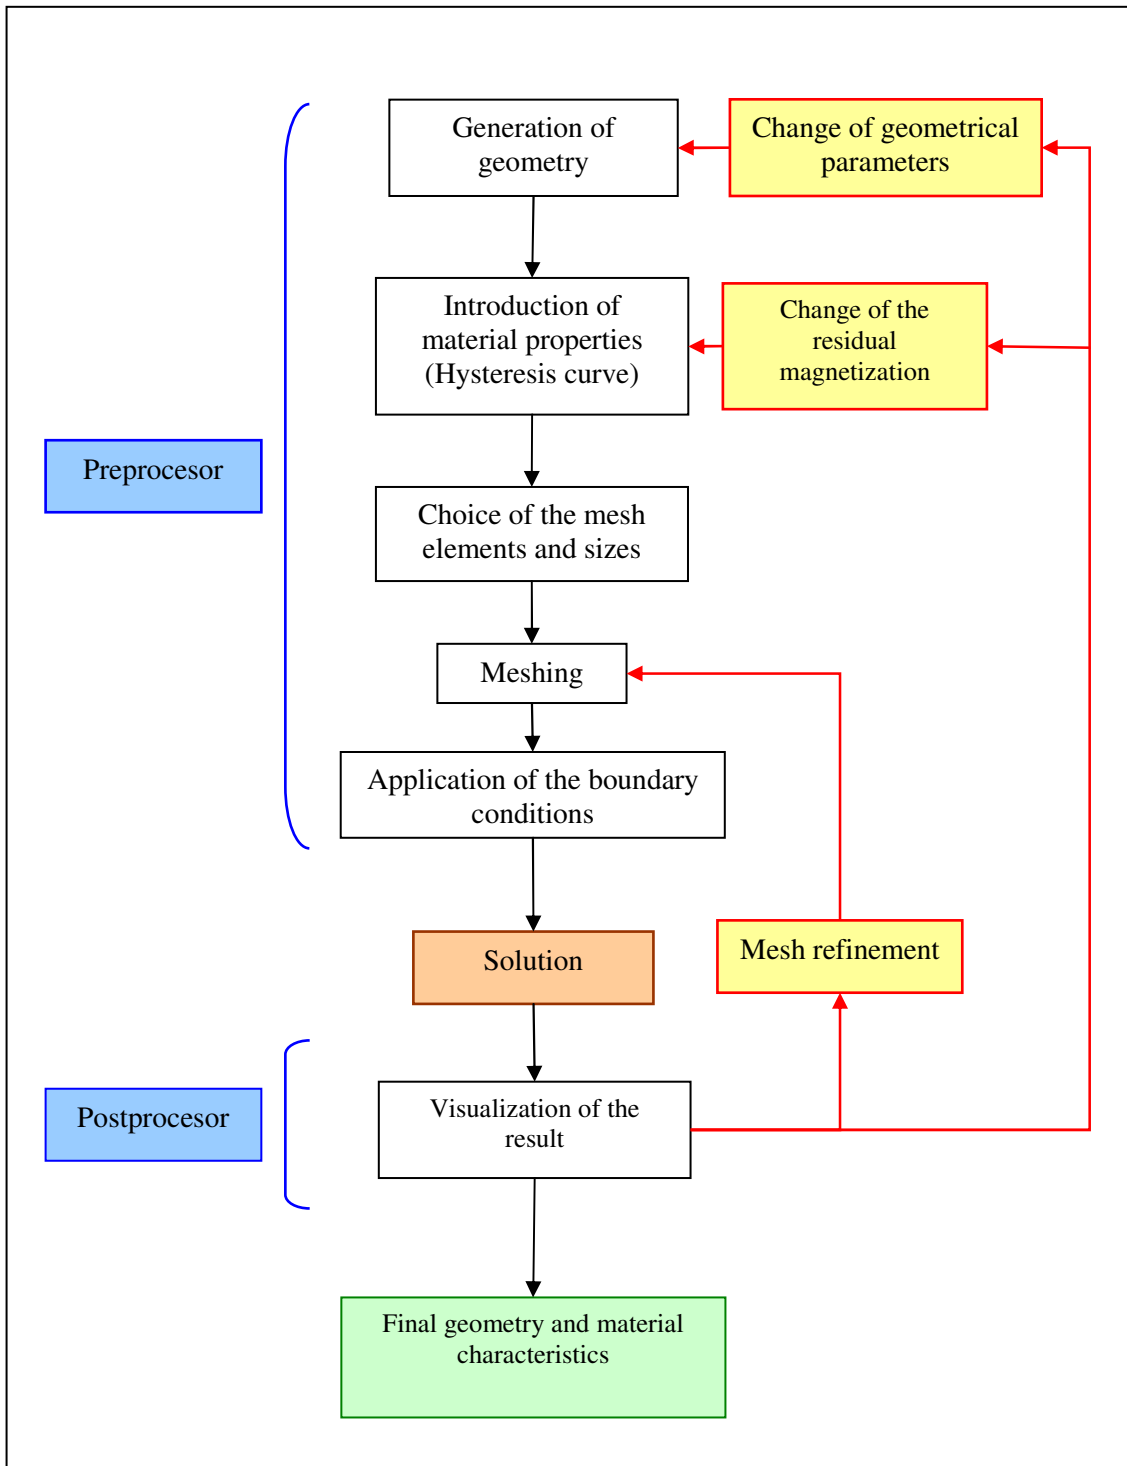 Generation of
geometry
Change of geometrical
parameters
Introduction of
material properties
(Hysteresis curve)
Change of the
residual
magnetization
Preprocesor
Choice of the mesh
elements and sizes
Meshing
Application of the boundary
conditions
Solution
Mesh refinement
Postprocesor
Visualization of the
result
Final geometry and material
characteristics